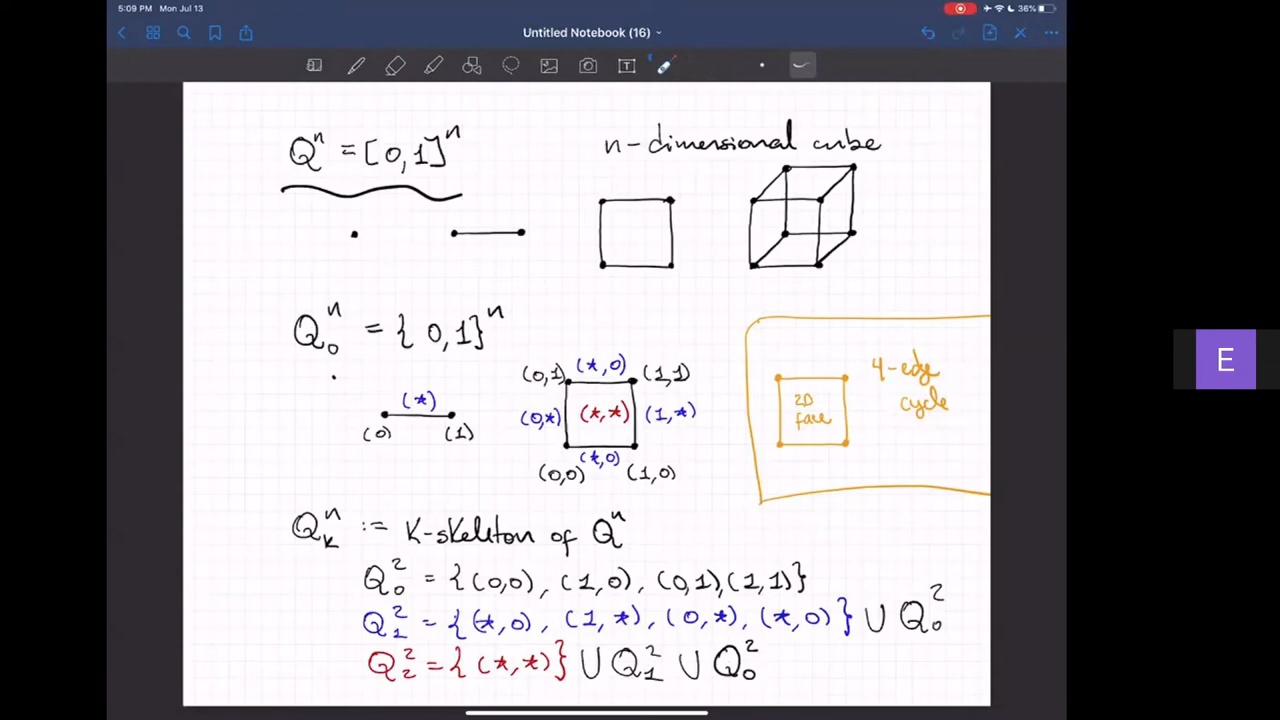 5:09 PM Mon Jul 13
36%
Untitled Notebook (16)
T
Qⁿ = [0,1]ⁿ
n-dimensional cube
Q₀ⁿ = {0,1}ⁿ
(*)
(0) (1)
(0,1) (*,0) (1,1)
(0,*) (*,*) (1,*)
(*,0)
(0,0) (1,0)
2D
face
4-edge
cycle
E
Qₖⁿ := K-skeleton of Qⁿ
Q₀² = {(0,0), (1,0), (0,1),(1,1)}
Q₁² = {(*,0), (1,*), (0,*), (*,0)} ∪ Q₀²
Q₂² = {(*,*)} ∪ Q₁² ∪ Q₀²